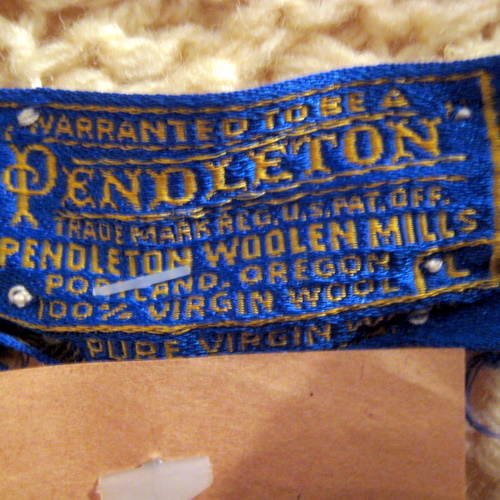 WARRANTED TO BE A
PENDLETON
TRADE MARK REG. U.S. PAT. OFF.
PENDLETON WOOLEN MILLS
PORTLAND, OREGON
100% VIRGIN WOOL L
PURE VIRGIN